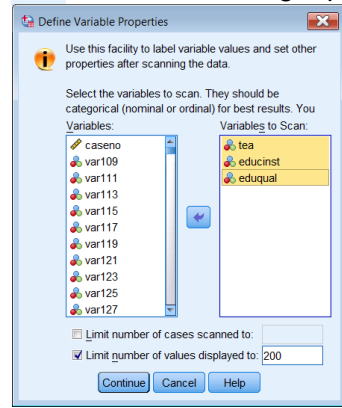 Define Variable Properties
Use this facility to label variable values and set other
properties after scanning the data.
Select the variables to scan. They should be
categorical (nominal or ordinal) for best results. You
Variables:
caseno
var109
var111
var113
var115
var117
var119
var121
var123
var125
var127
Variables to Scan:
tea
educinst
eduqual
Limit number of cases scanned to:
Limit number of values displayed to: 200
Continue Cancel Help